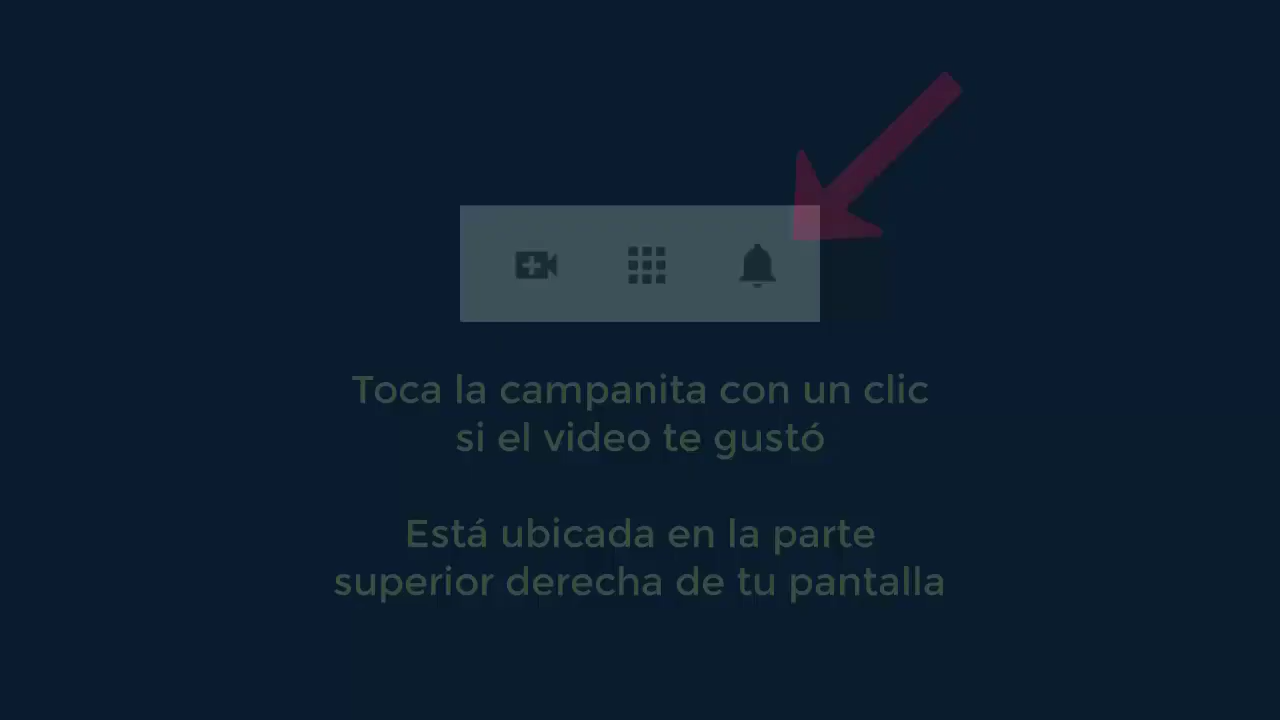 Toca la campanita con un clic
si el video te gustó
Está ubicada en la parte
superior derecha de tu pantalla